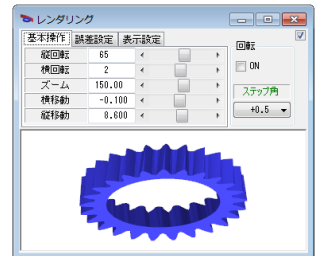 レンダリング
基本操作 誤差設定 表示設定
縦回転 65
横回転 2
ズーム 150.00
横移動 -0.100
縦移動 8.600
回転
ON
ステップ角
+0.5